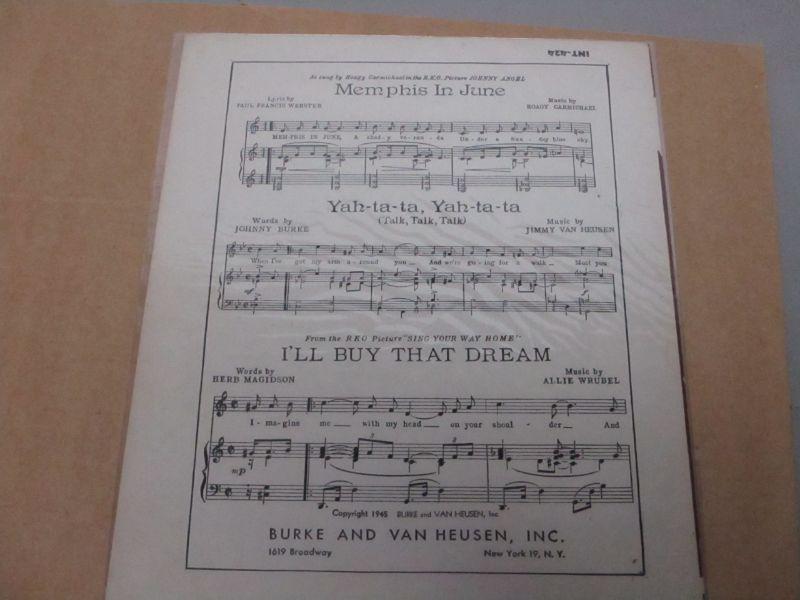 INT-424
As sung by Hoagy Carmichael in the R.K.O. Picture JOHNNY ANGEL
Memphis In June
Lyric by
PAUL FRANCIS WEBSTER
Music by
HOAGY CARMICHAEL
MEM-PHIS IN JUNE, A shad-y ve-ran-da Un-der a Sun-day blue sky
Yah-ta-ta, Yah-ta-ta
(Talk, Talk, Talk)
Words by
JOHNNY BURKE
Music by
JIMMY VAN HEUSEN
When I've got my arm a-round you And we're go-ing for a walk Must you
From the RKO Picture "SING YOUR WAY HOME"
I'LL BUY THAT DREAM
Words by
HERB MAGIDSON
Music by
ALLIE WRUBEL
I-ma-gine me with my head on your shoul-der And
mp
Copyright 1945 BURKE and VAN HEUSEN, Inc.
BURKE AND VAN HEUSEN, INC.
1619 Broadway New York 19, N. Y.